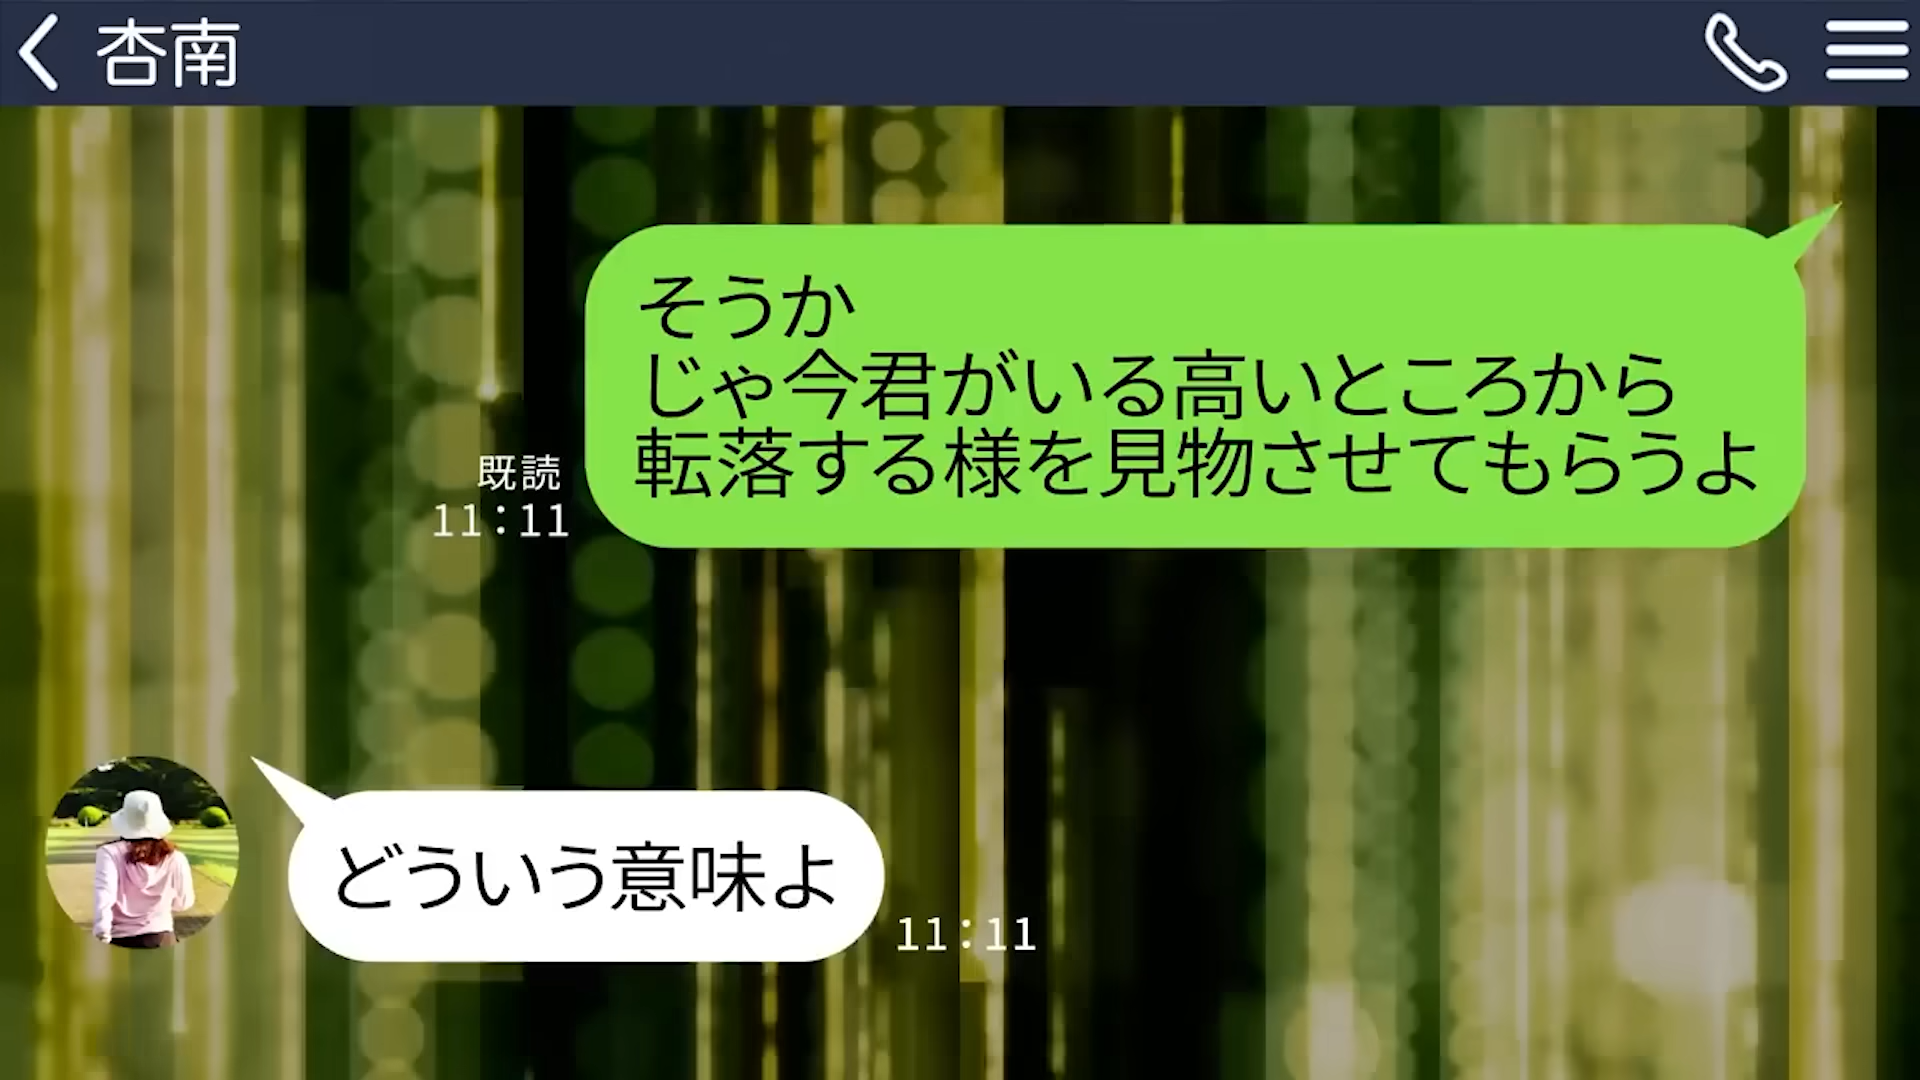 杏南
そうか
じゃ今君がいる高いところから
転落する様を見物させてもらうよ
既読
11:11
どういう意味よ
11:11